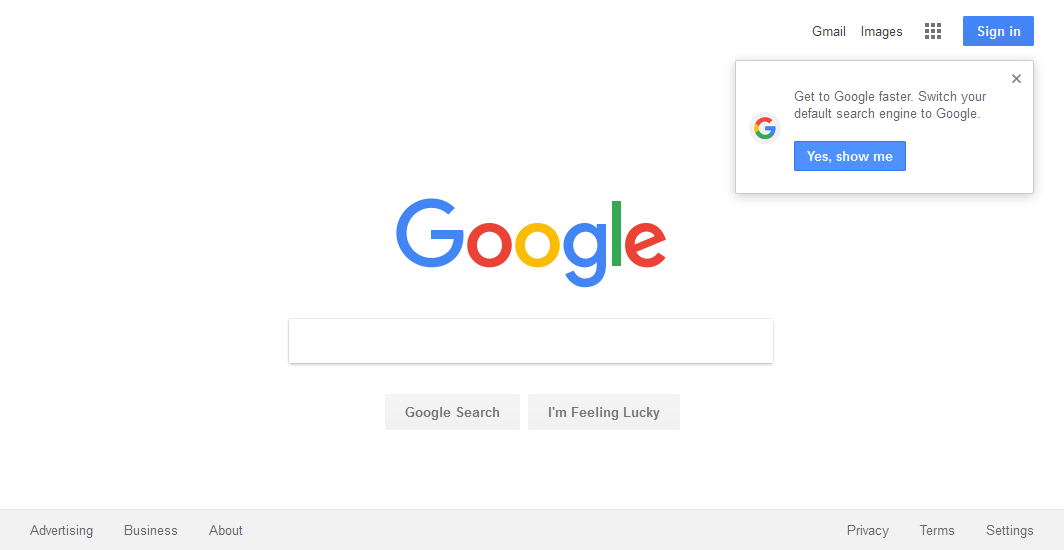 Gmail Images Sign in
Get to Google faster. Switch your
default search engine to Google.
Yes, show me
Google
Google Search I'm Feeling Lucky
Advertising Business About Privacy Terms Settings